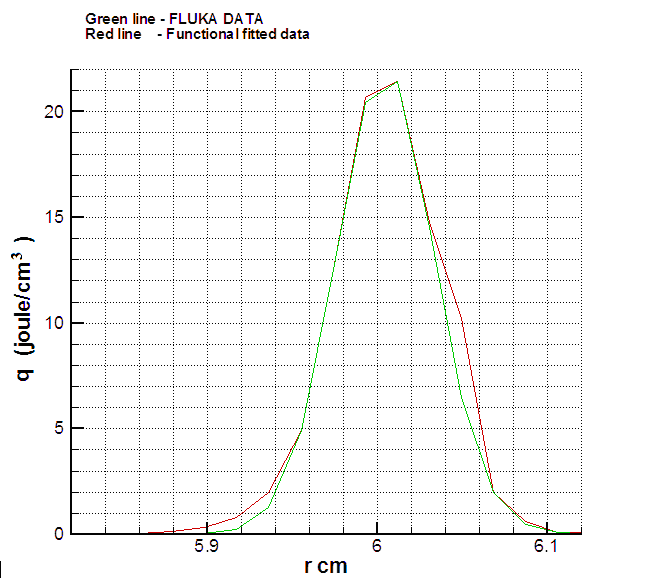 Green line - FLUKA DATA
Red line - Functional fitted data
20
15
10
5
0
q (joule/cm³ )
5.9 6 6.1
r cm